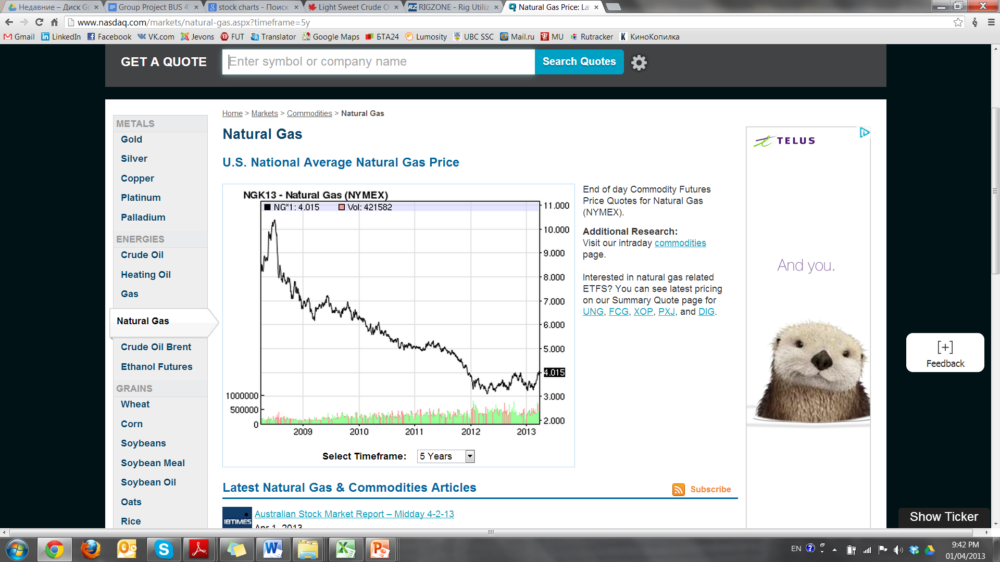 Недавние – Диск Go
Group Project BUS 4
stock charts - Поиск
Light Sweet Crude O
RIGZONE - Rig Utiliz
Natural Gas Price: La
www.nasdaq.com/markets/natural-gas.aspx?timeframe=5y
Gmail LinkedIn Facebook VK.com Jevons FUT Translator Google Maps БТА24 Lumosity UBC SSC Mail.ru MU Rutracker КиноКопилка
GET A QUOTE
Enter symbol or company name
Search Quotes
METALS
Gold
Silver
Copper
Platinum
Palladium
ENERGIES
Crude Oil
Heating Oil
Gas
Natural Gas
Crude Oil Brent
Ethanol Futures
GRAINS
Wheat
Corn
Soybeans
Soybean Meal
Soybean Oil
Oats
Rice
Home > Markets > Commodities > Natural Gas
Natural Gas
U.S. National Average Natural Gas Price
NGK13 - Natural Gas (NYMEX)
NG*1: 4.015 Vol: 421582
11.000
10.000
9.000
8.000
7.000
6.000
5.000
4.015
3.000
2.000
1000000
500000
0
2009 2010 2011 2012 2013
Select Timeframe: 5 Years
End of day Commodity Futures
Price Quotes for Natural Gas
(NYMEX).
Additional Research:
Visit our intraday commodities
page.
Interested in natural gas related
ETFS? You can see latest pricing
on our Summary Quote page for
UNG, FCG, XOP, PXJ, and DIG.
TELUS
And you.
[+]
Feedback
Latest Natural Gas & Commodities Articles
Subscribe
IBTIMES
Australian Stock Market Report – Midday 4-2-13
Apr 1, 2013
Show Ticker
EN
9:42 PM
01/04/2013